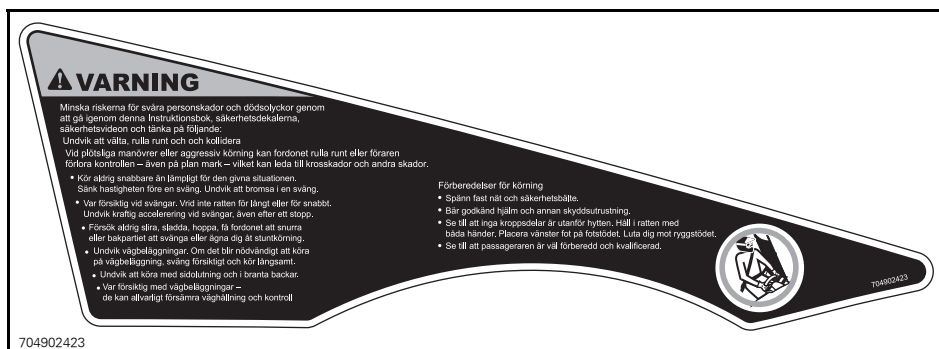 VARNING
Minska riskerna för svåra personskador och dödsolyckor genom
att gå igenom denna Instruktionsbok, säkerhetsdekalerna,
säkerhetsvideon och tänka på följande:
Undvik att välta, rulla runt och och kollidera
Vid plötsliga manövrer eller aggressiv körning kan fordonet rulla runt eller föraren
förlora kontrollen – även på plan mark – vilket kan leda till krosskador och andra skador.
• Kör aldrig snabbare än lämpligt för den givna situationen.
Sänk hastigheten före en sväng. Undvik att bromsa i en sväng.
• Var försiktig vid svängar. Vrid inte ratten för långt eller för snabbt.
Undvik kraftig accelerering vid svängar, även efter ett stopp.
• Försök aldrig slira, sladda, hoppa, få fordonet att snurra
eller bakpartiet att svänga eller ägna dig åt stuntkörning.
• Undvik vägbeläggningar. Om det blir nödvändigt att köra
på vägbeläggning, sväng försiktigt och kör långsamt.
• Undvik att köra med sidolutning och i branta backar.
• Var försiktig med vägbeläggningar –
de kan allvarligt försämra väghållning och kontroll
Förberedelser för körning
• Spänn fast nät och säkerhetsbälte.
• Bär godkänd hjälm och annan skyddsutrustning.
• Se till att inga kroppsdelar är utanför hytten. Håll i ratten med
båda händer. Placera vänster fot på fotstödet. Luta dig mot ryggstödet.
• Se till att passageraren är väl förberedd och kvalificerad.
704902423
704902423